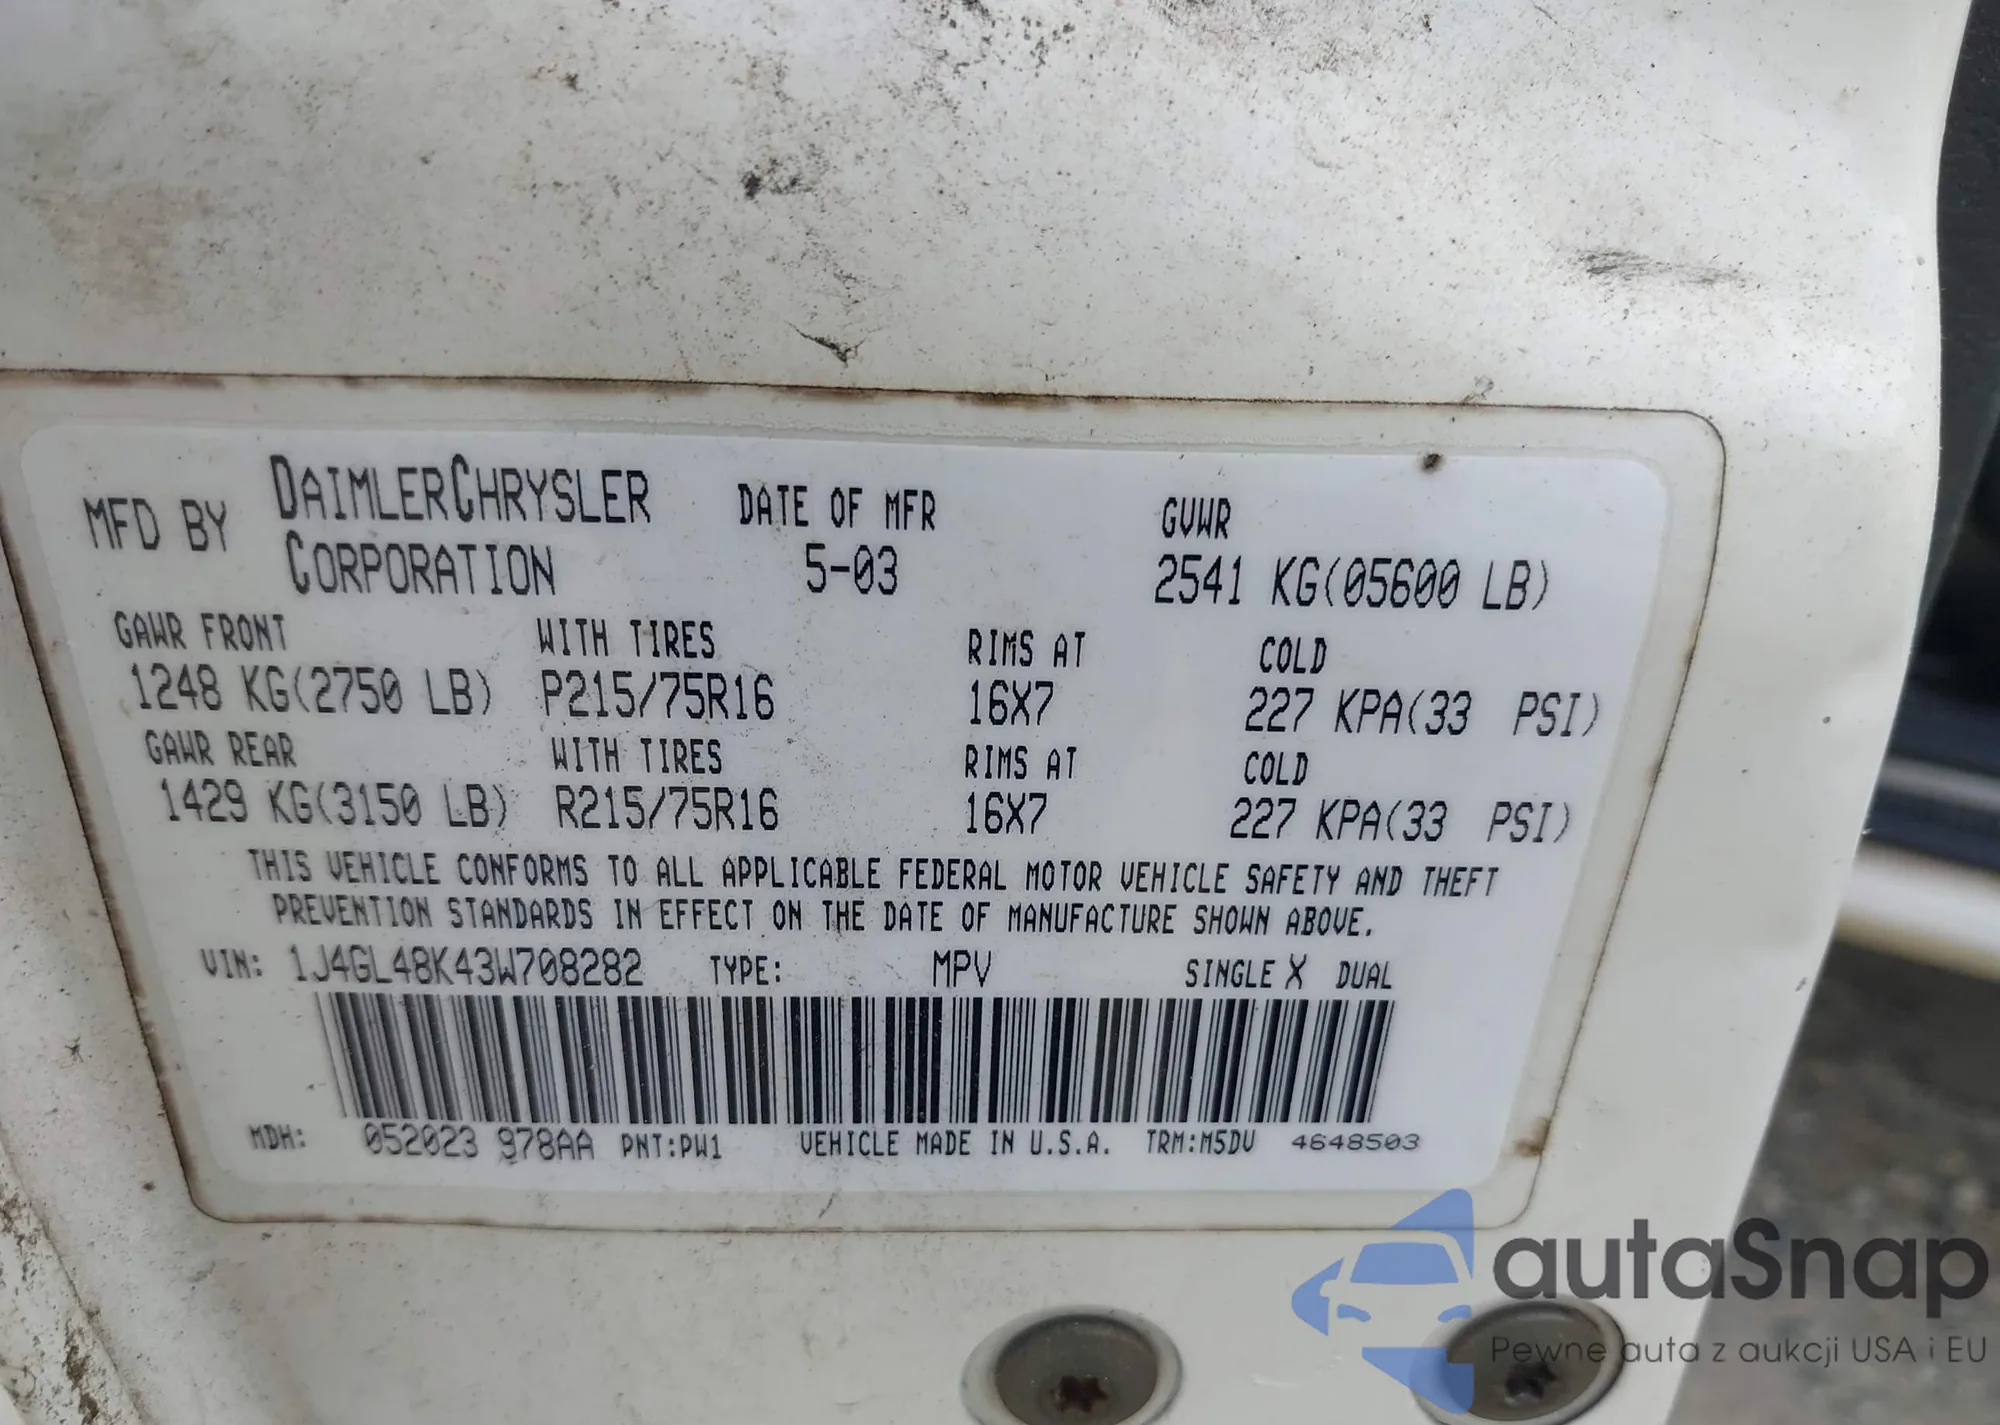 MFD BY DAIMLERCHRYSLER CORPORATION DATE OF MFR 5-03 GVWR 2541 KG(05600 LB)
GAWR FRONT WITH TIRES RIMS AT COLD
1248 KG(2750 LB) P215/75R16 16X7 227 KPA(33 PSI)
GAWR REAR WITH TIRES RIMS AT COLD
1429 KG(3150 LB) R215/75R16 16X7 227 KPA(33 PSI)
THIS VEHICLE CONFORMS TO ALL APPLICABLE FEDERAL MOTOR VEHICLE SAFETY AND THEFT
PREVENTION STANDARDS IN EFFECT ON THE DATE OF MANUFACTURE SHOWN ABOVE.
VIN: 1J4GL48K43W708282 TYPE: MPV SINGLE X DUAL
MDH: 052023 978AA PNT:PW1 VEHICLE MADE IN U.S.A. TRM:M5DV 4648503
autaSnap
Pewne auta z aukcji USA i EU